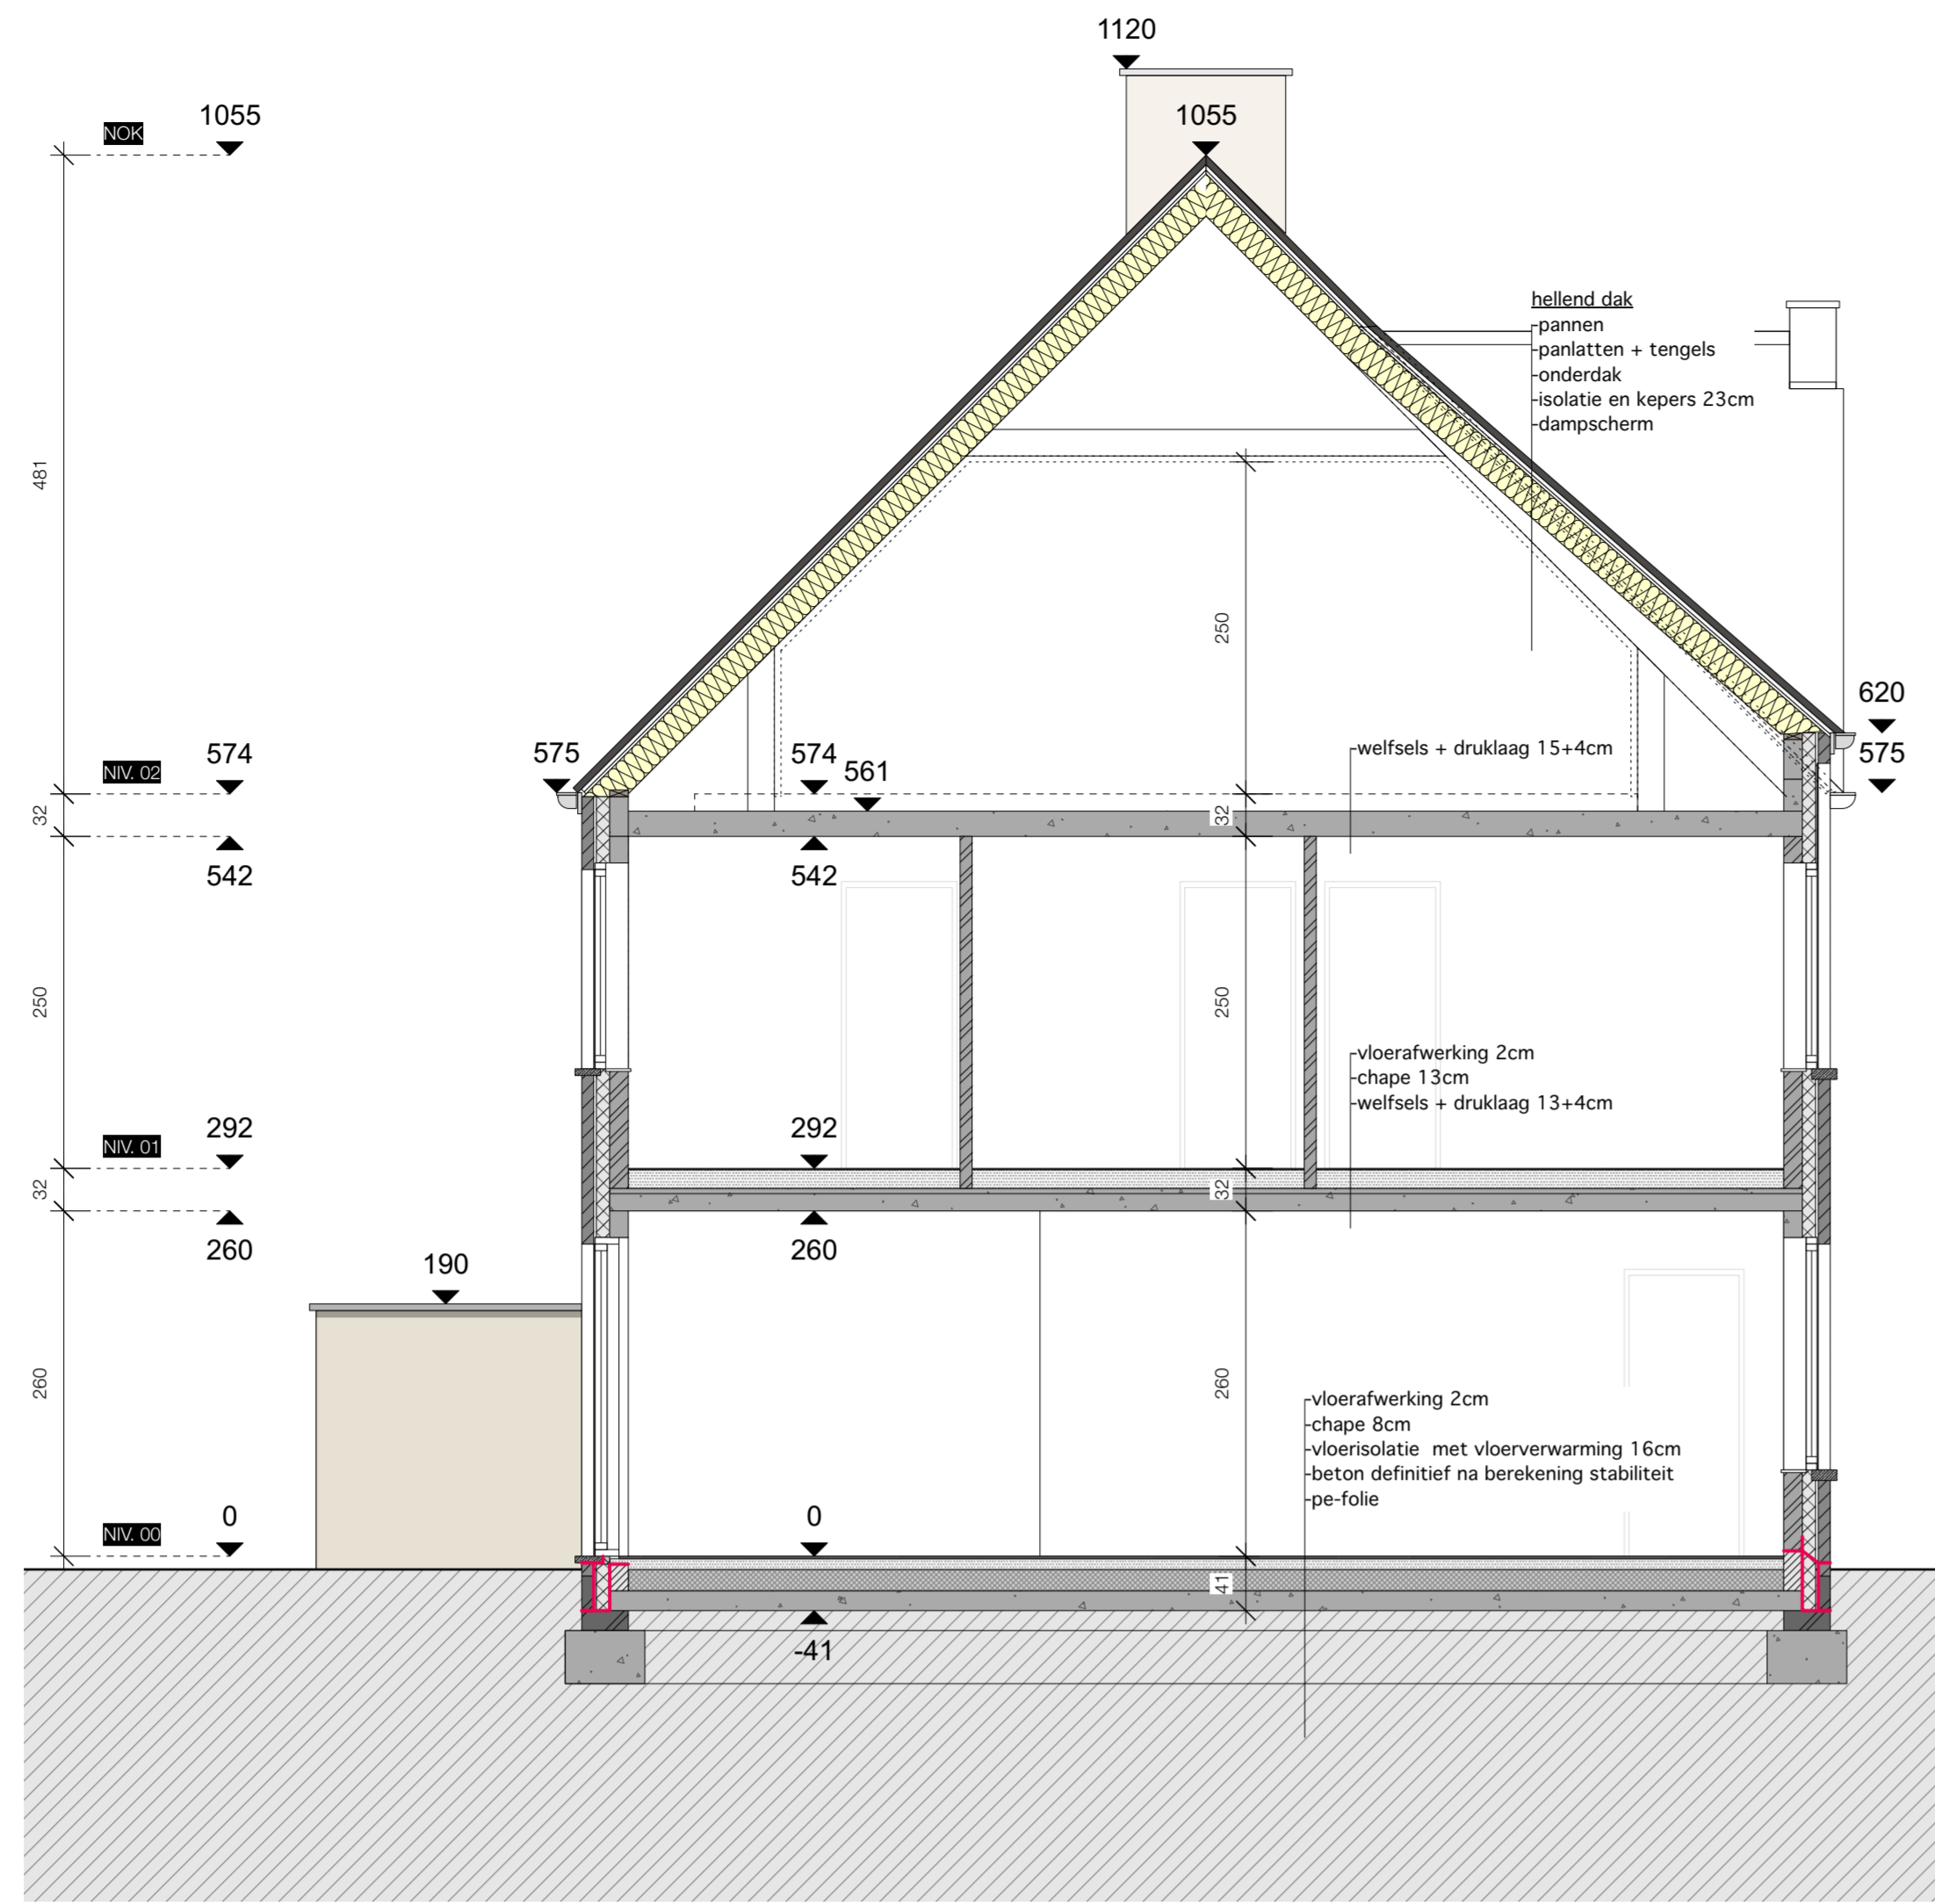 1120
NOK
1055
1055
hellend dak
-pannen
-panlatten + tengels
-onderdak
-isolatie en kepers 23cm
-dampscherm
481
250
620
575
NIV. 02
574
575
574
561
-welfsels + druklaag 15+4cm
32
32
542
542
250
250
-vloerafwerking 2cm
-chape 13cm
-welfsels + druklaag 13+4cm
NIV. 01
292
292
32
32
260
260
190
260
260
-vloerafwerking 2cm
-chape 8cm
-vloerisolatie met vloerverwarming 16cm
-beton definitief na berekening stabiliteit
-pe-folie
NIV. 00
0
0
41
-41